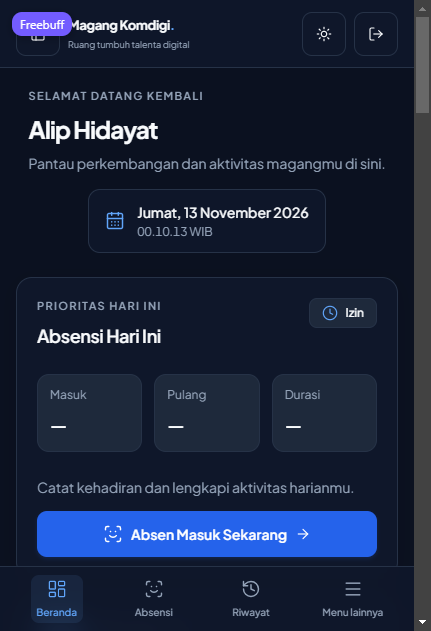 Freebuff
Magang Komdigi.
Ruang tumbuh talenta digital
SELAMAT DATANG KEMBALI
Alip Hidayat
Pantau perkembangan dan aktivitas magangmu di sini.
Jumat, 13 November 2026
00.10.13 WIB
PRIORITAS HARI INI
Izin
Absensi Hari Ini
Masuk Pulang Durasi
— — —
Catat kehadiran dan lengkapi aktivitas harianmu.
Absen Masuk Sekarang →
Beranda Absensi Riwayat Menu lainnya